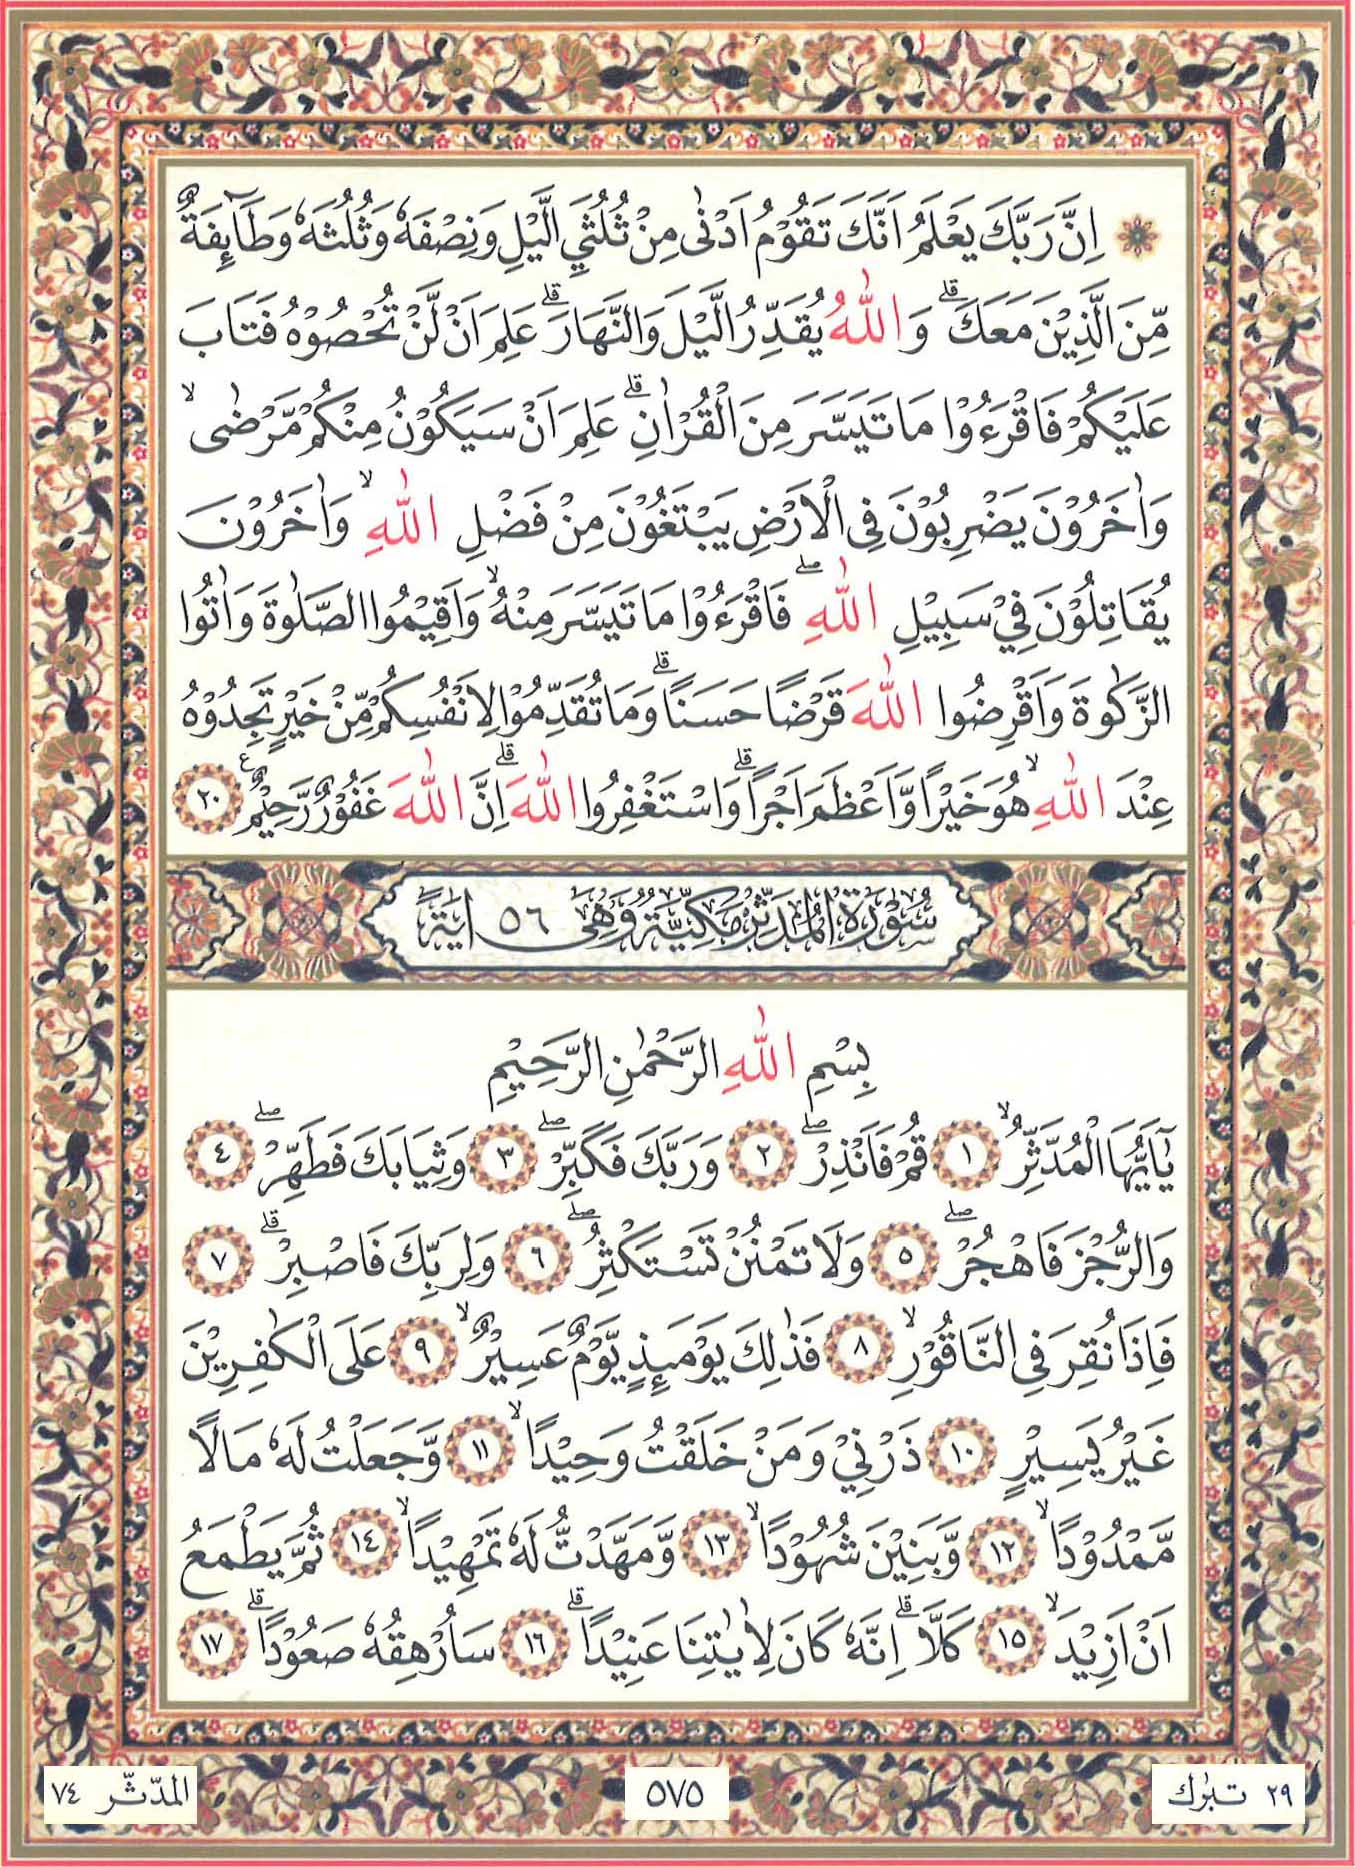 اِنَّ رَبَّكَ يَعْلَمُ اَنَّكَ تَقُوْمُ اَدْنٰى مِنْ ثُلُثَيِ الَّيْلِ وَنِصْفَهٗ وَثُلُثَهٗ وَطَآئِفَةٌ
مِّنَ الَّذِيْنَ مَعَكَ ۗ وَاللّٰهُ يُقَدِّرُ الَّيْلَ وَالنَّهَارَ ۗ عَلِمَ اَنْ لَّنْ تُحْصُوْهُ فَتَابَ
عَلَيْكُمْ فَاقْرَءُوْا مَا تَيَسَّرَ مِنَ الْقُرْاٰنِ ۗ عَلِمَ اَنْ سَيَكُوْنُ مِنْكُمْ مَّرْضٰى ۙ
وَاٰخَرُوْنَ يَضْرِبُوْنَ فِى الْاَرْضِ يَبْتَغُوْنَ مِنْ فَضْلِ اللّٰهِ ۙ وَاٰخَرُوْنَ
يُقَاتِلُوْنَ فِيْ سَبِيْلِ اللّٰهِ ۖ فَاقْرَءُوْا مَا تَيَسَّرَ مِنْهُ ۙ وَاَقِيْمُوا الصَّلٰوةَ وَاٰتُوا
الزَّكٰوةَ وَاَقْرِضُوا اللّٰهَ قَرْضًا حَسَنًا ۗ وَمَا تُقَدِّمُوْا لِاَنْفُسِكُمْ مِّنْ خَيْرٍ تَجِدُوْهُ
عِنْدَ اللّٰهِ ۙ هُوَ خَيْرًا وَّاَعْظَمَ اَجْرًا ۗ وَاسْتَغْفِرُوا اللّٰهَ ۗ اِنَّ اللّٰهَ غَفُوْرٌ رَّحِيْمٌ ع ٢٠
سُوْرَةُ الْمُدَّثِّرِ مَكِّيَّةٌ وَّهِىَ ٥٦ اٰيَةً
بِسْمِ اللّٰهِ الرَّحْمٰنِ الرَّحِيْمِ
يٰٓاَيُّهَا الْمُدَّثِّرُ ۙ ١ قُمْ فَاَنْذِرْ ۖ ٢ وَرَبَّكَ فَكَبِّرْ ۖ ٣ وَثِيَابَكَ فَطَهِّرْ ۖ ٤
وَالرُّجْزَ فَاهْجُرْ ۖ ٥ وَلَا تَمْنُنْ تَسْتَكْثِرُ ۖ ٦ وَلِرَبِّكَ فَاصْبِرْ ۗ ٧
فَاِذَا نُقِرَ فِى النَّاقُوْرِ ۙ ٨ فَذٰلِكَ يَوْمَئِذٍ يَّوْمٌ عَسِيْرٌ ۙ ٩ عَلَى الْكٰفِرِيْنَ
غَيْرُ يَسِيْرٍ ١٠ ذَرْنِيْ وَمَنْ خَلَقْتُ وَحِيْدًا ۙ ١١ وَّجَعَلْتُ لَهٗ مَالًا
مَّمْدُوْدًا ۙ ١٢ وَّبَنِيْنَ شُهُوْدًا ۙ ١٣ وَّمَهَّدْتُّ لَهٗ تَمْهِيْدًا ۙ ١٤ ثُمَّ يَطْمَعُ
اَنْ اَزِيْدَ ۙ ١٥ كَلَّا ۗ اِنَّهٗ كَانَ لِاٰيٰتِنَا عَنِيْدًا ۗ ١٦ سَاُرْهِقُهٗ صَعُوْدًا ۗ ١٧
٢٩ تبٰرك
٥٧٥
المدّثّر ٧٤